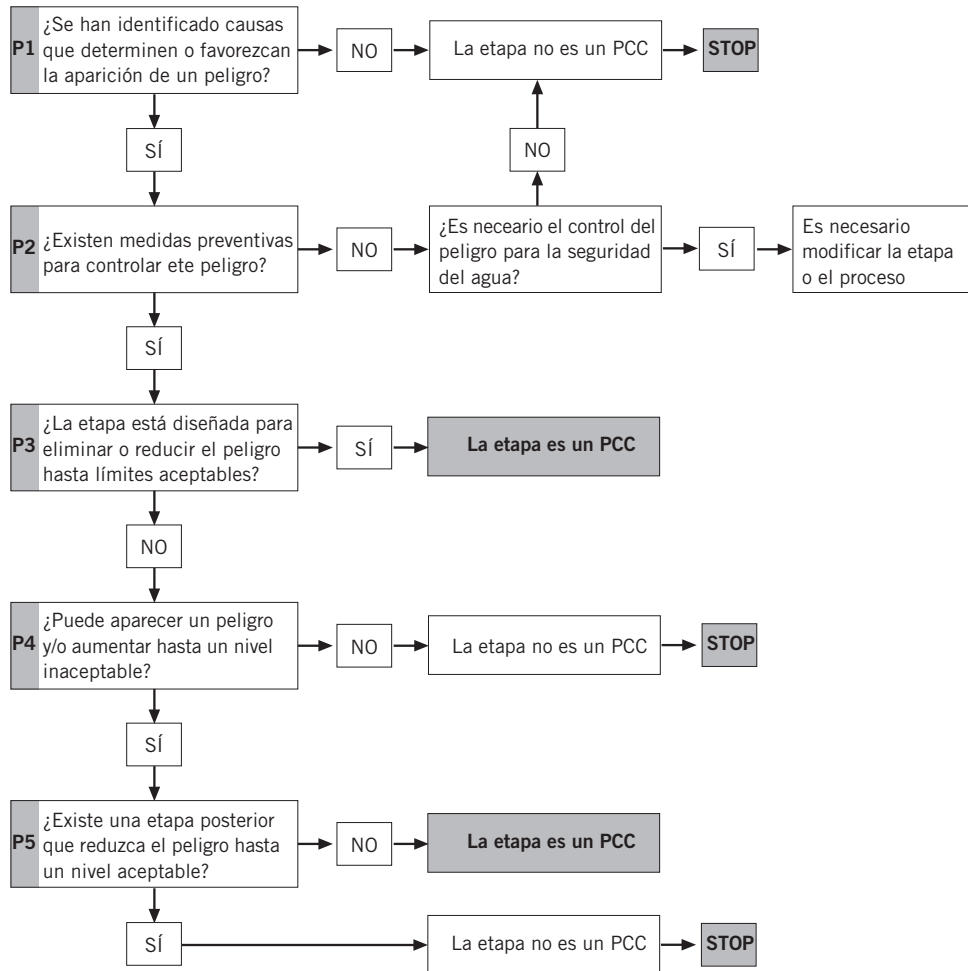 P1
¿Se han identificado causas
que determinen o favorezcan
la aparición de un peligro?
NO
La etapa no es un PCC
STOP
SÍ
NO
P2
¿Existen medidas preventivas
para controlar ete peligro?
NO
¿Es neceario el control del
peligro para la seguridad
del agua?
SÍ
Es necesario
modificar la etapa
o el proceso
SÍ
P3
¿La etapa está diseñada para
eliminar o reducir el peligro
hasta límites aceptables?
SÍ
La etapa es un PCC
NO
P4
¿Puede aparecer un peligro
y/o aumentar hasta un nivel
inaceptable?
NO
La etapa no es un PCC
STOP
SÍ
P5
¿Existe una etapa posterior
que reduzca el peligro hasta
un nivel aceptable?
NO
La etapa es un PCC
SÍ
La etapa no es un PCC
STOP